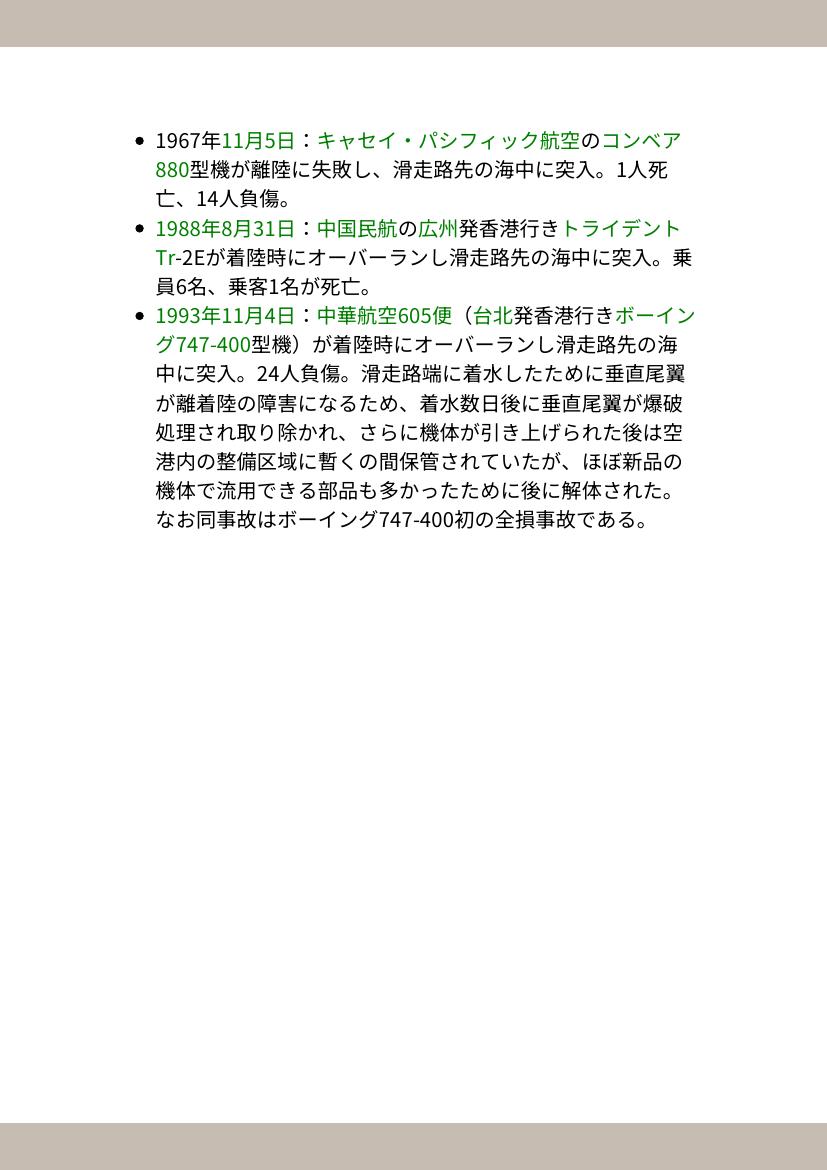 • 1967年11月5日：キャセイ・パシフィック航空のコンベア
880型機が離陸に失敗し、滑走路先の海中に突入。1人死
亡、14人負傷。
• 1988年8月31日：中国民航の広州発香港行きトライデント
Tr-2Eが着陸時にオーバーランし滑走路先の海中に突入。乗
員6名、乗客1名が死亡。
• 1993年11月4日：中華航空605便（台北発香港行きボーイン
グ747-400型機）が着陸時にオーバーランし滑走路先の海
中に突入。24人負傷。滑走路端に着水したために垂直尾翼
が離着陸の障害になるため、着水数日後に垂直尾翼が爆破
処理され取り除かれ、さらに機体が引き上げられた後は空
港内の整備区域に暫くの間保管されていたが、ほぼ新品の
機体で流用できる部品も多かったために後に解体された。
なお同事故はボーイング747-400初の全損事故である。